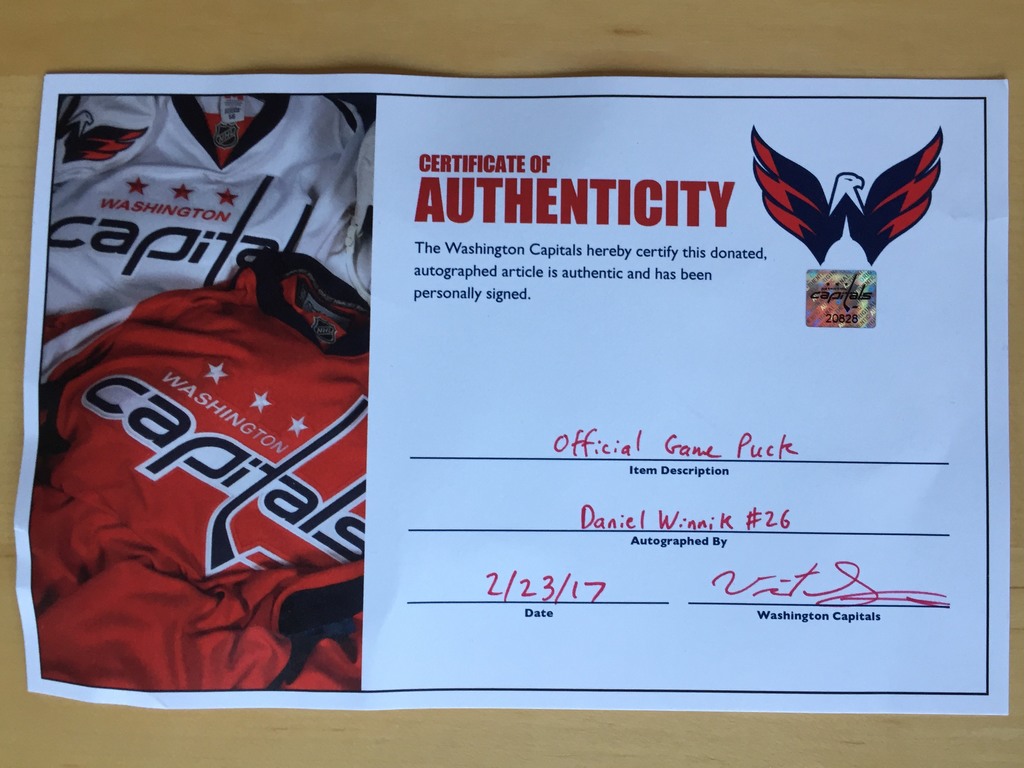 WASHINGTON
capitals
WASHINGTON
capitals
CERTIFICATE OF
AUTHENTICITY
The Washington Capitals hereby certify this donated,
autographed article is authentic and has been
personally signed.
capitals
20828
Official Game Puck
Item Description
Daniel Winnik #26
Autographed By
2/23/17
Date
Washington Capitals